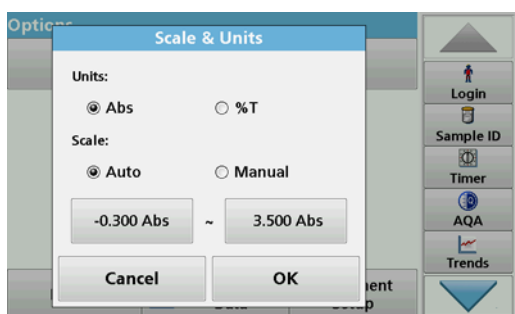 Options
Scale & Units
Units:
Abs
%T
Scale:
Auto
Manual
-0.300 Abs ~ 3.500 Abs
Cancel
OK
Login
Sample ID
Timer
AQA
Trends